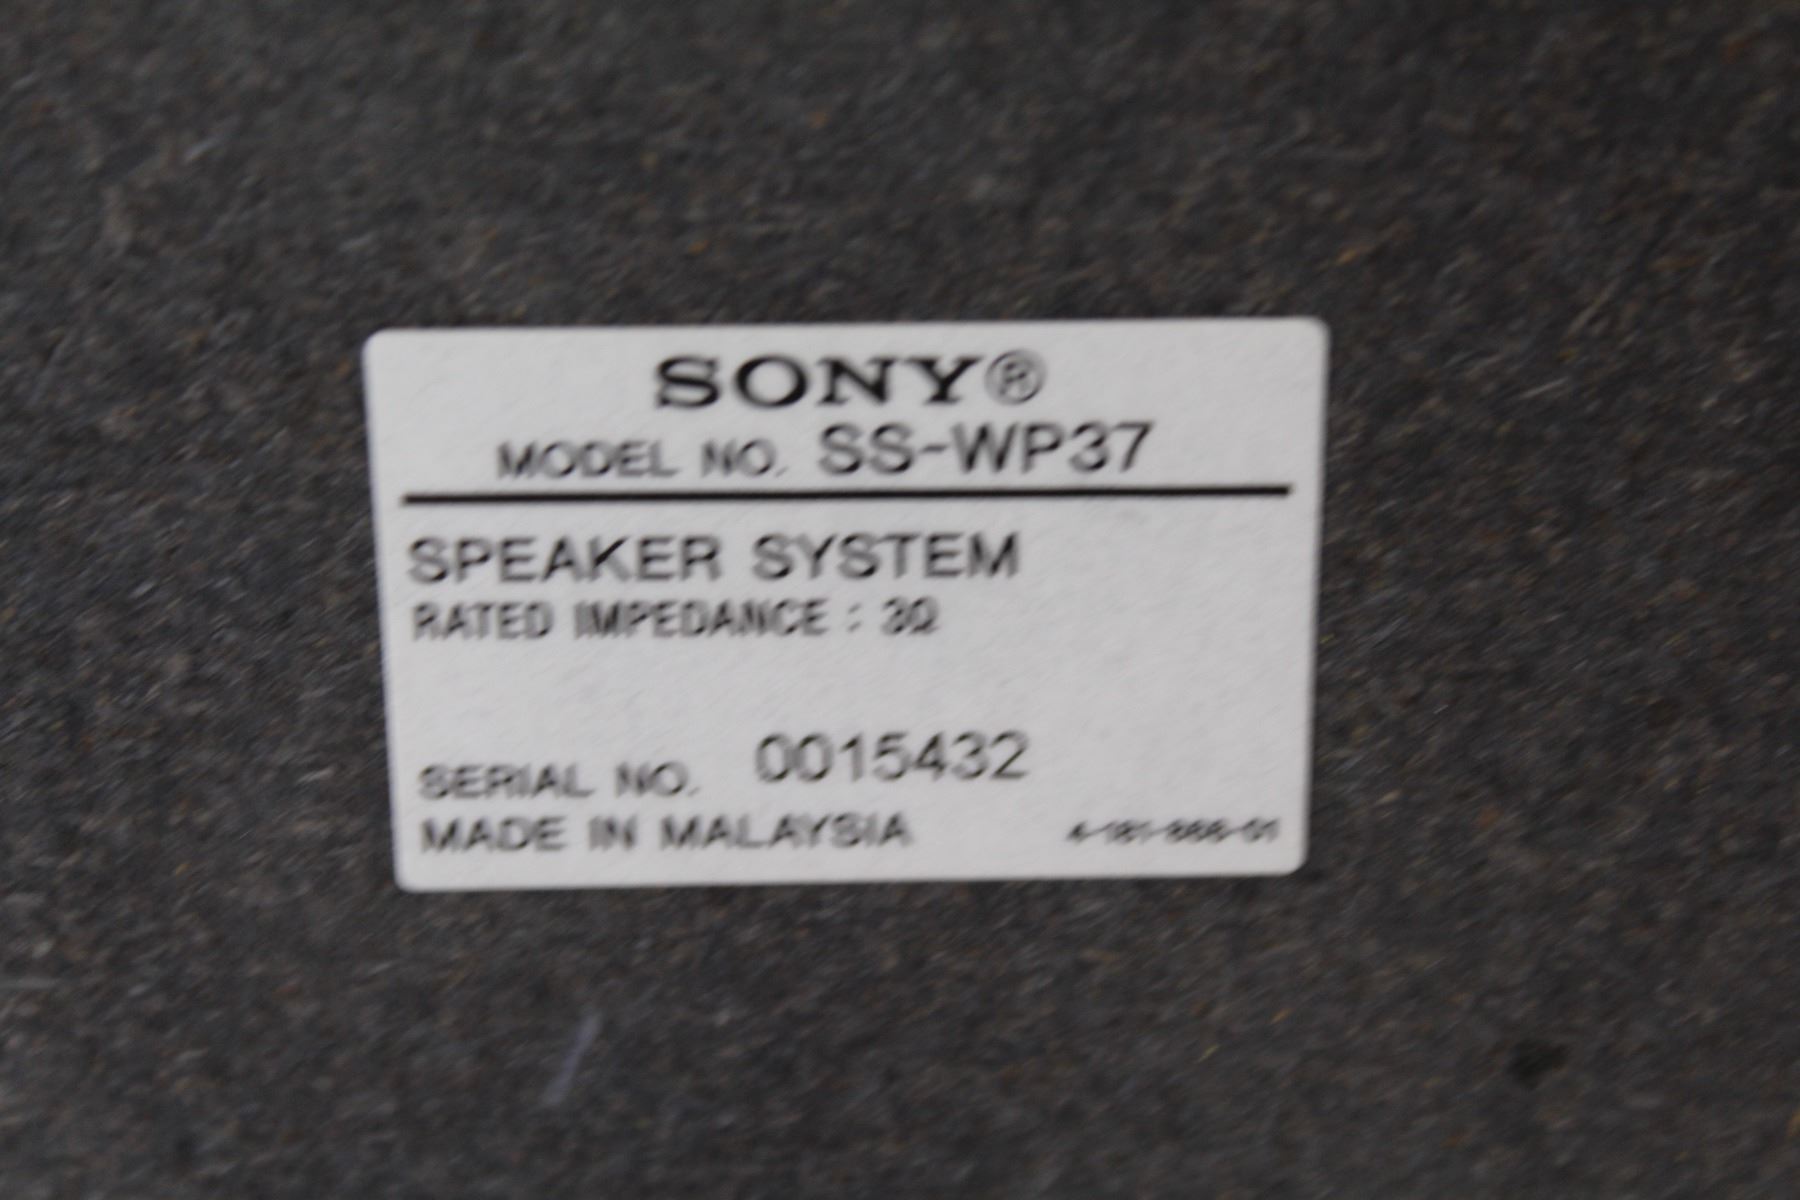 SONY®
MODEL NO. SS-WP37
SPEAKER SYSTEM
RATED IMPEDANCE : 3Ω
SERIAL NO. 0015432
MADE IN MALAYSIA